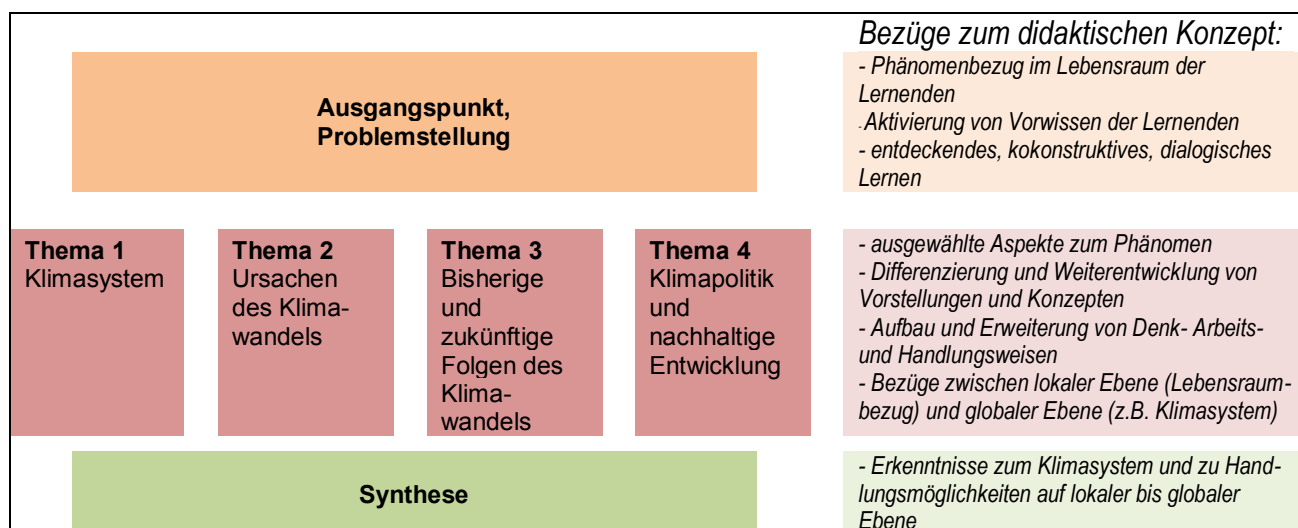 Bezüge zum didaktischen Konzept:
Ausgangspunkt,
Problemstellung
- Phänomenbezug im Lebensraum der
Lernenden
- Aktivierung von Vorwissen der Lernenden
- entdeckendes, kokonstruktives, dialogisches
Lernen
Thema 1
Klimasystem
Thema 2
Ursachen
des Klima-
wandels
Thema 3
Bisherige
und
zukünftige
Folgen des
Klima-
wandels
Thema 4
Klimapolitik
und
nachhaltige
Entwicklung
- ausgewählte Aspekte zum Phänomen
- Differenzierung und Weiterentwicklung von
Vorstellungen und Konzepten
- Aufbau und Erweiterung von Denk- Arbeits-
und Handlungsweisen
- Bezüge zwischen lokaler Ebene (Lebensraum-
bezug) und globaler Ebene (z.B. Klimasystem)
Synthese
- Erkenntnisse zum Klimasystem und zu Hand-
lungsmöglichkeiten auf lokaler bis globaler
Ebene